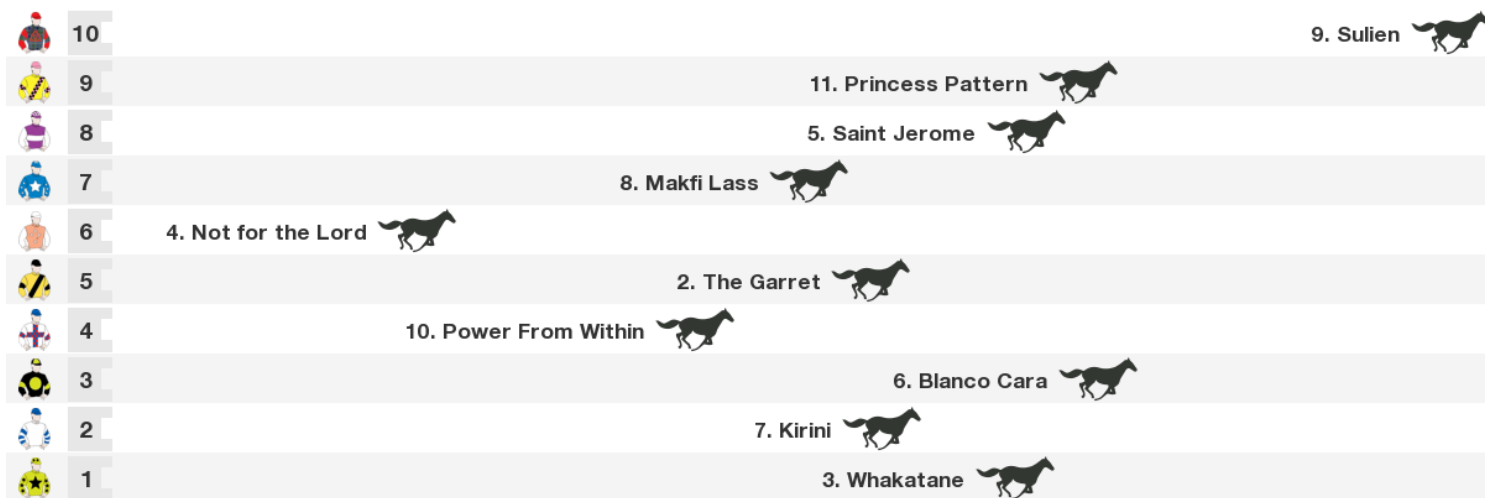 10 9. Sulien
9 11. Princess Pattern
8 5. Saint Jerome
7 8. Makfi Lass
6 4. Not for the Lord
5 2. The Garret
4 10. Power From Within
3 6. Blanco Cara
2 7. Kirini
1 3. Whakatane